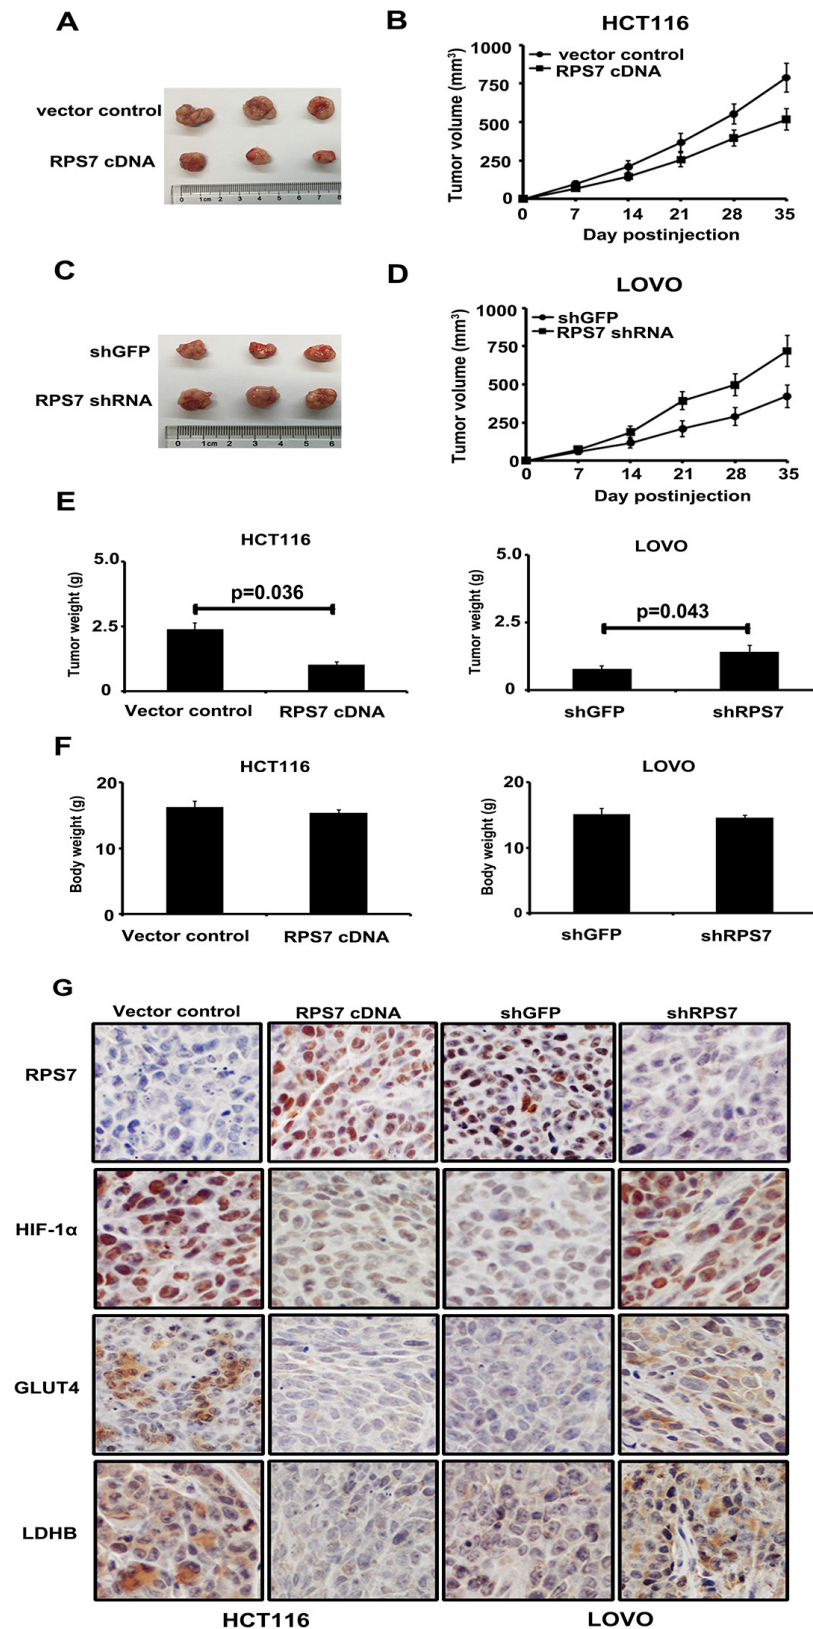 A
vector control
RPS7 cDNA
0 1cm 2 3 4 5 6 7 8
B
HCT116
Tumor volume (mm³)
1000
750
500
250
0
vector control
RPS7 cDNA
0 7 14 21 28 35
Day postinjection
C
shGFP
RPS7 shRNA
0 1cm 2 3 4 5 6
D
LOVO
Tumor volume (mm³)
1000
750
500
250
0
shGFP
RPS7 shRNA
0 7 14 21 28 35
Day postinjection
E
HCT116
Tumor weight (g)
5.0
2.5
0
p=0.036
Vector control RPS7 cDNA
LOVO
Tumor weight (g)
5.0
2.5
0
p=0.043
shGFP shRPS7
F
HCT116
Body weight (g)
20
10
0
Vector control RPS7 cDNA
LOVO
Body weight (g)
20
10
0
shGFP shRPS7
G
Vector control RPS7 cDNA shGFP shRPS7
RPS7
HIF-1α
GLUT4
LDHB
HCT116 LOVO